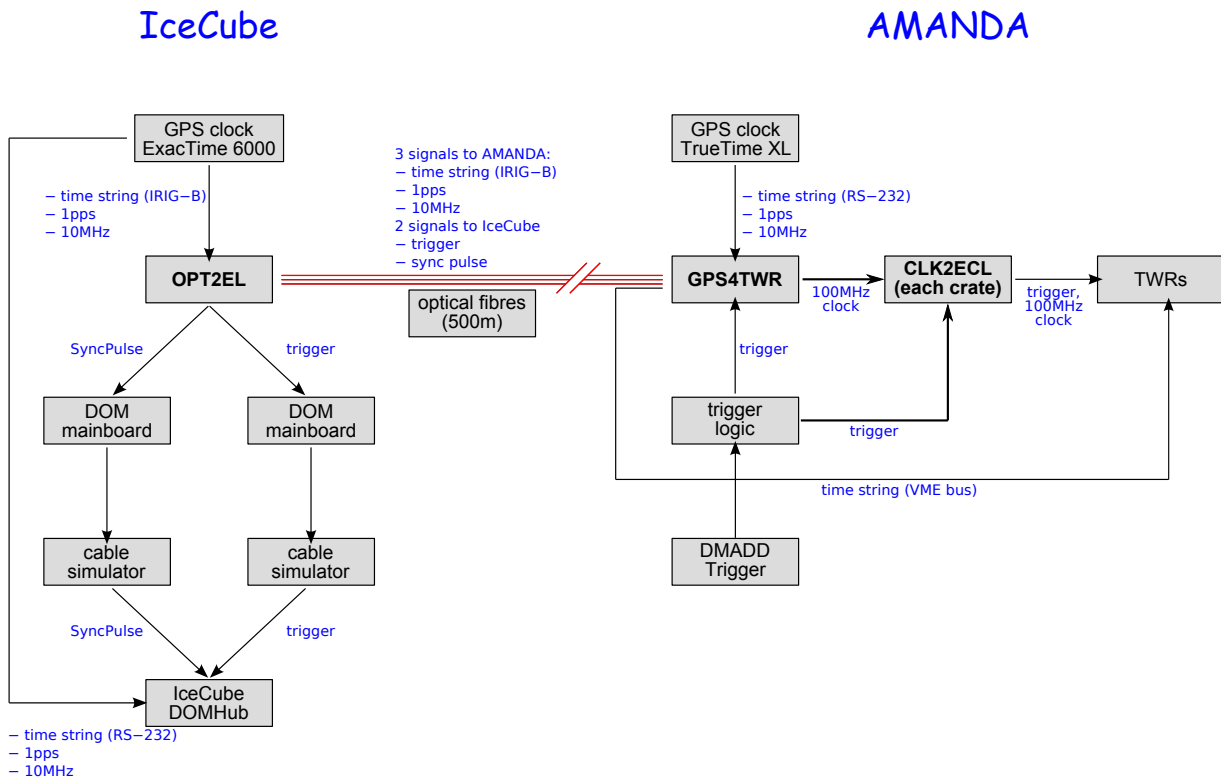 IceCube
AMANDA
GPS clock
ExacTime 6000
GPS clock
TrueTime XL
3 signals to AMANDA:
− time string (IRIG−B)
− 1pps
− 10MHz
2 signals to IceCube
− trigger
− sync pulse
− time string (IRIG−B)
− 1pps
− 10MHz
− time string (RS−232)
− 1pps
− 10MHz
OPT2EL
optical fibres
(500m)
GPS4TWR
100MHz
clock
CLK2ECL
(each crate)
trigger,
100MHz
clock
TWRs
SyncPulse
trigger
trigger
DOM
mainboard
DOM
mainboard
trigger
logic
trigger
time string (VME bus)
cable
simulator
cable
simulator
DMADD
Trigger
SyncPulse
trigger
IceCube
DOMHub
− time string (RS−232)
− 1pps
− 10MHz